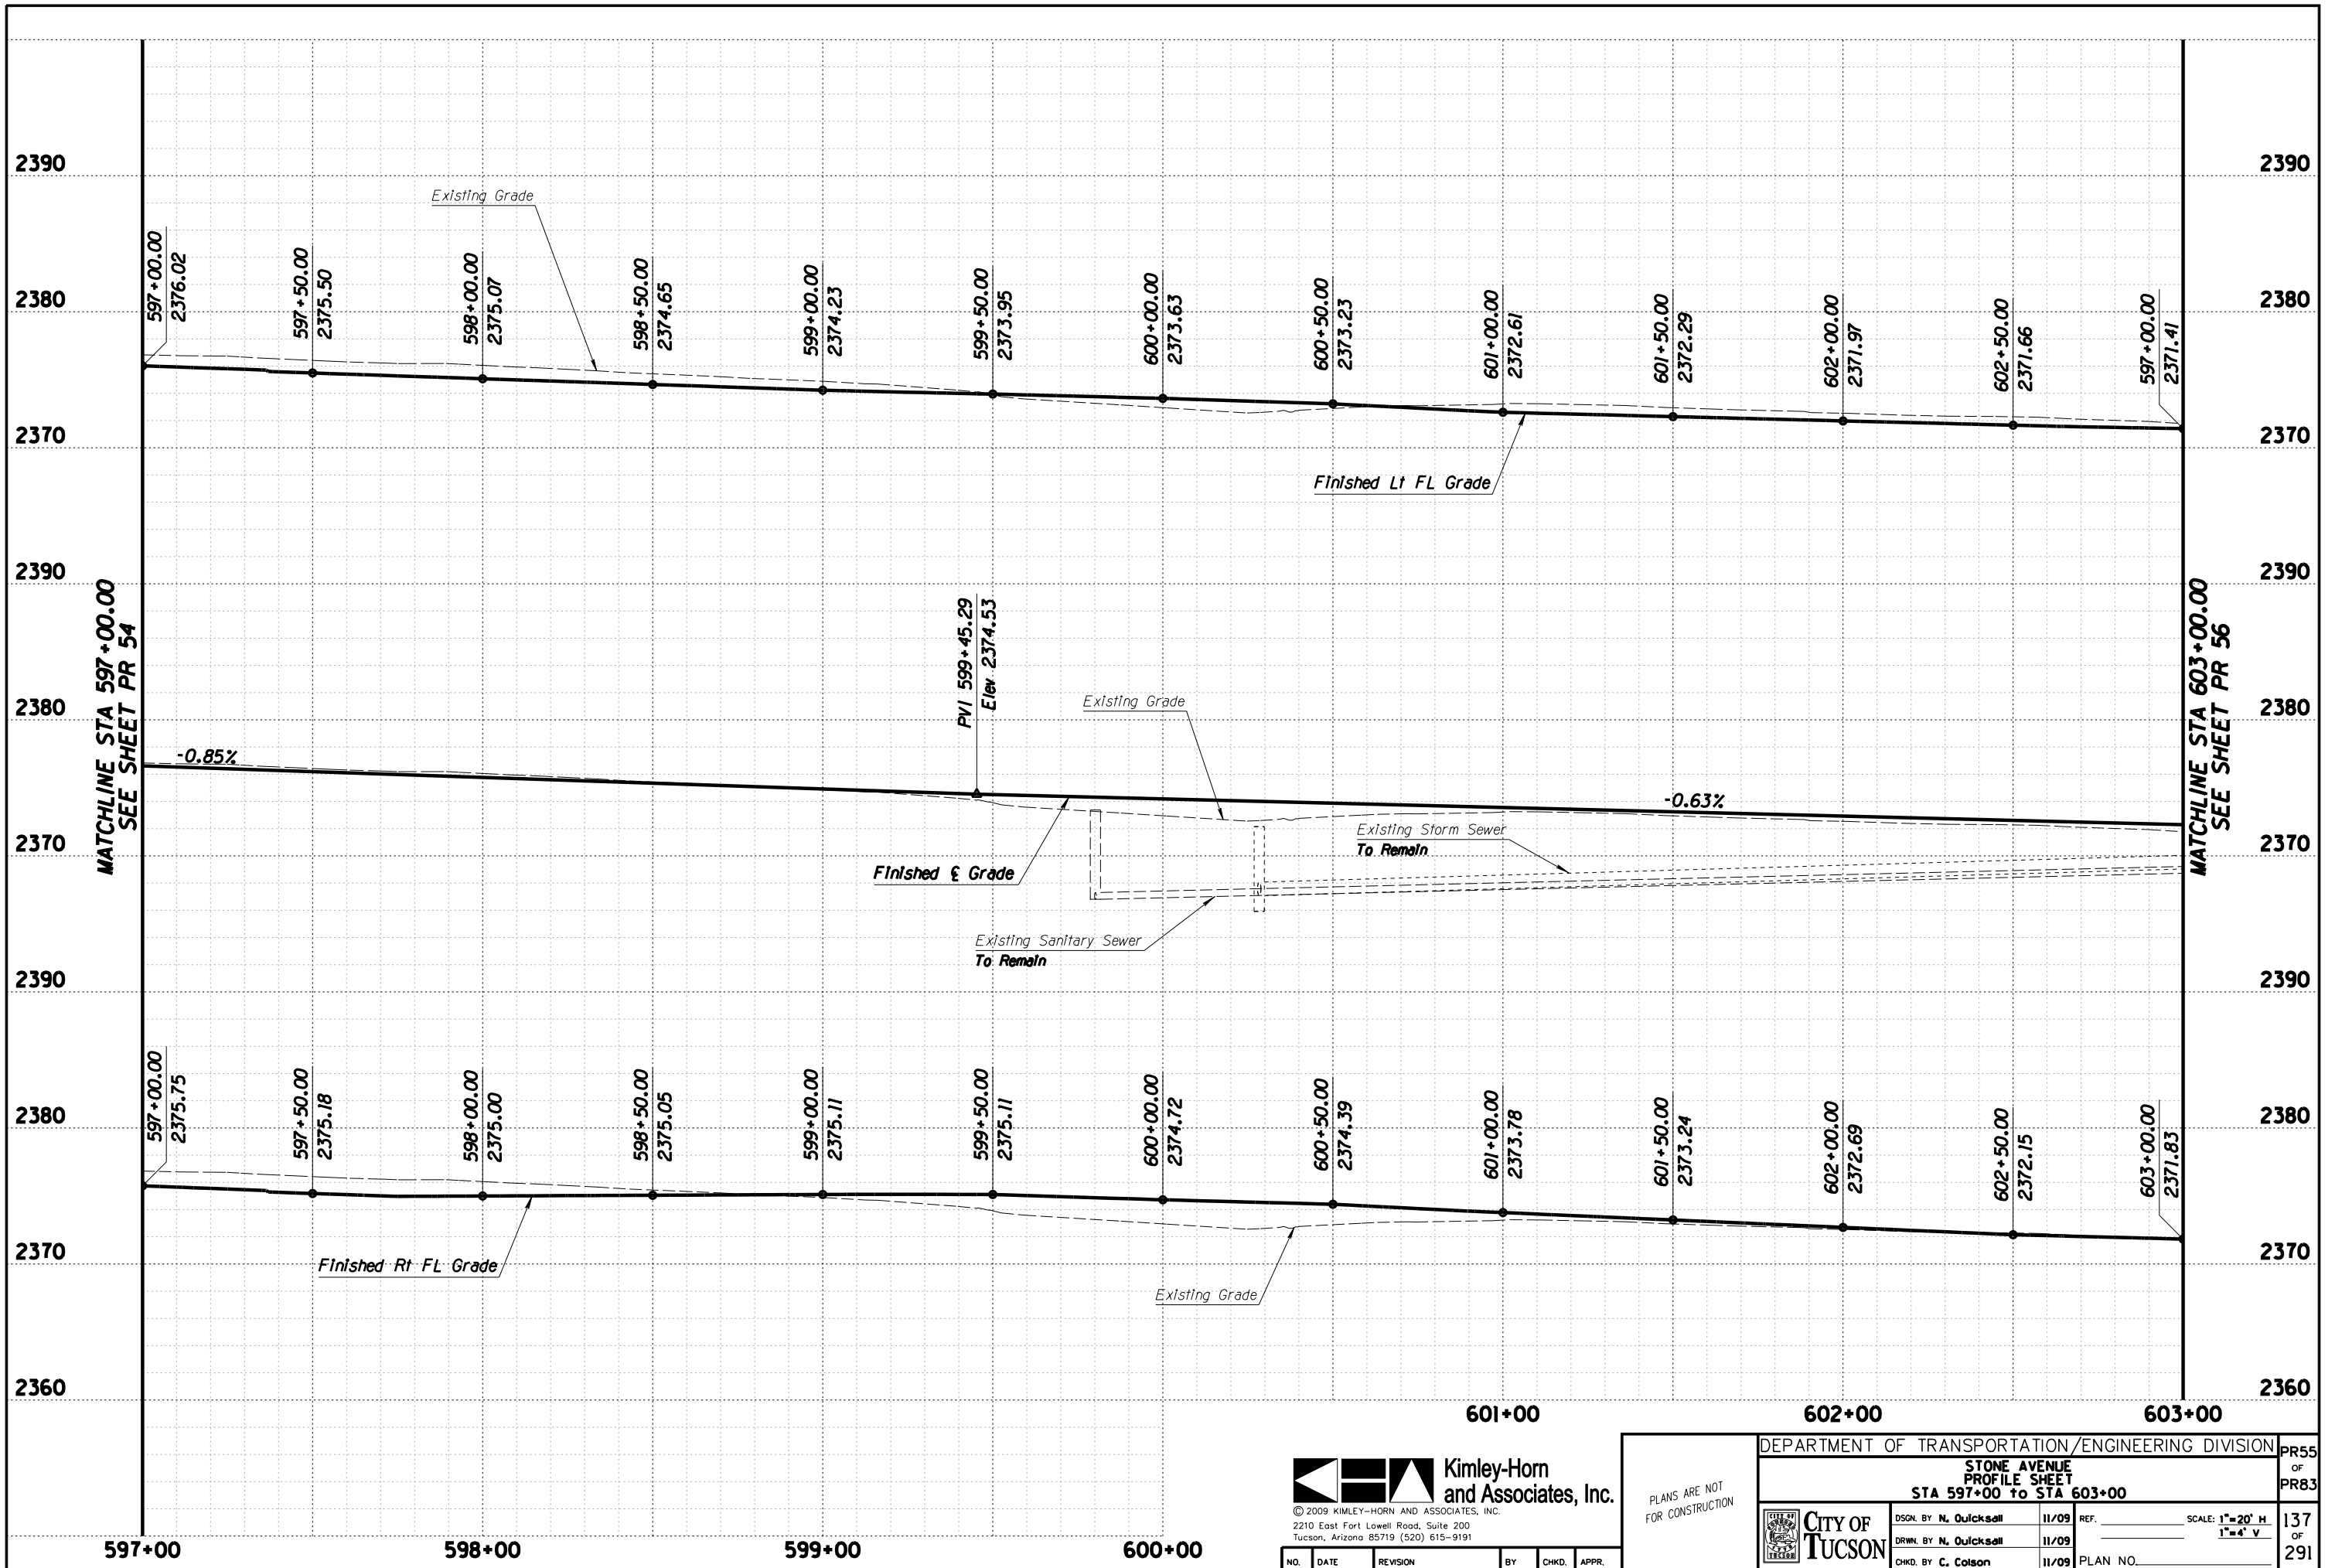 2390
2390
Existing Grade
597+00.00
2376.02
597+50.00
2375.50
598+00.00
2375.07
598+50.00
2374.65
599+00.00
2374.23
599+50.00
2373.95
600+00.00
2373.63
600+50.00
2373.23
601+00.00
2372.61
601+50.00
2372.29
602+00.00
2371.97
602+50.00
2371.66
597+00.00
2371.41
2380
2380
2370
2370
Finished Lt FL Grade
2390
2390
MATCHLINE STA 597+00.00
SEE SHEET PR 54
PVI 599+45.29
Elev. 2374.53
MATCHLINE STA 603+00.00
SEE SHEET PR 56
Existing Grade
2380
2380
-0.85%
-0.63%
Existing Storm Sewer
To Remain
2370
2370
Finished ℄ Grade
Existing Sanitary Sewer
To Remain
2390
2390
597+00.00
2375.75
597+50.00
2375.18
598+00.00
2375.00
598+50.00
2375.05
599+00.00
2375.11
599+50.00
2375.11
600+00.00
2374.72
600+50.00
2374.39
601+00.00
2373.78
601+50.00
2373.24
602+00.00
2372.69
602+50.00
2372.15
603+00.00
2371.83
2380
2380
2370
2370
Finished Rt FL Grade
Existing Grade
2360
2360
601+00
602+00
603+00
597+00
598+00
599+00
600+00
Kimley-Horn
and Associates, Inc.
© 2009 KIMLEY-HORN AND ASSOCIATES, INC.
2210 East Fort Lowell Road, Suite 200
Tucson, Arizona 85719 (520) 615-9191
NO. DATE REVISION BY CHKD. APPR.
PLANS ARE NOT
FOR CONSTRUCTION
DEPARTMENT OF TRANSPORTATION/ENGINEERING DIVISION
STONE AVENUE
PROFILE SHEET
STA 597+00 to STA 603+00
PR55
OF
PR83
CITY OF
TUCSON
CITY OF
TUCSON
DSGN. BY N. Quicksall 11/09
DRWN. BY N. Quicksall 11/09
CHKD. BY C. Colson 11/09
REF. SCALE: 1"=20' H
1"=4' V
PLAN NO.
137
OF
291